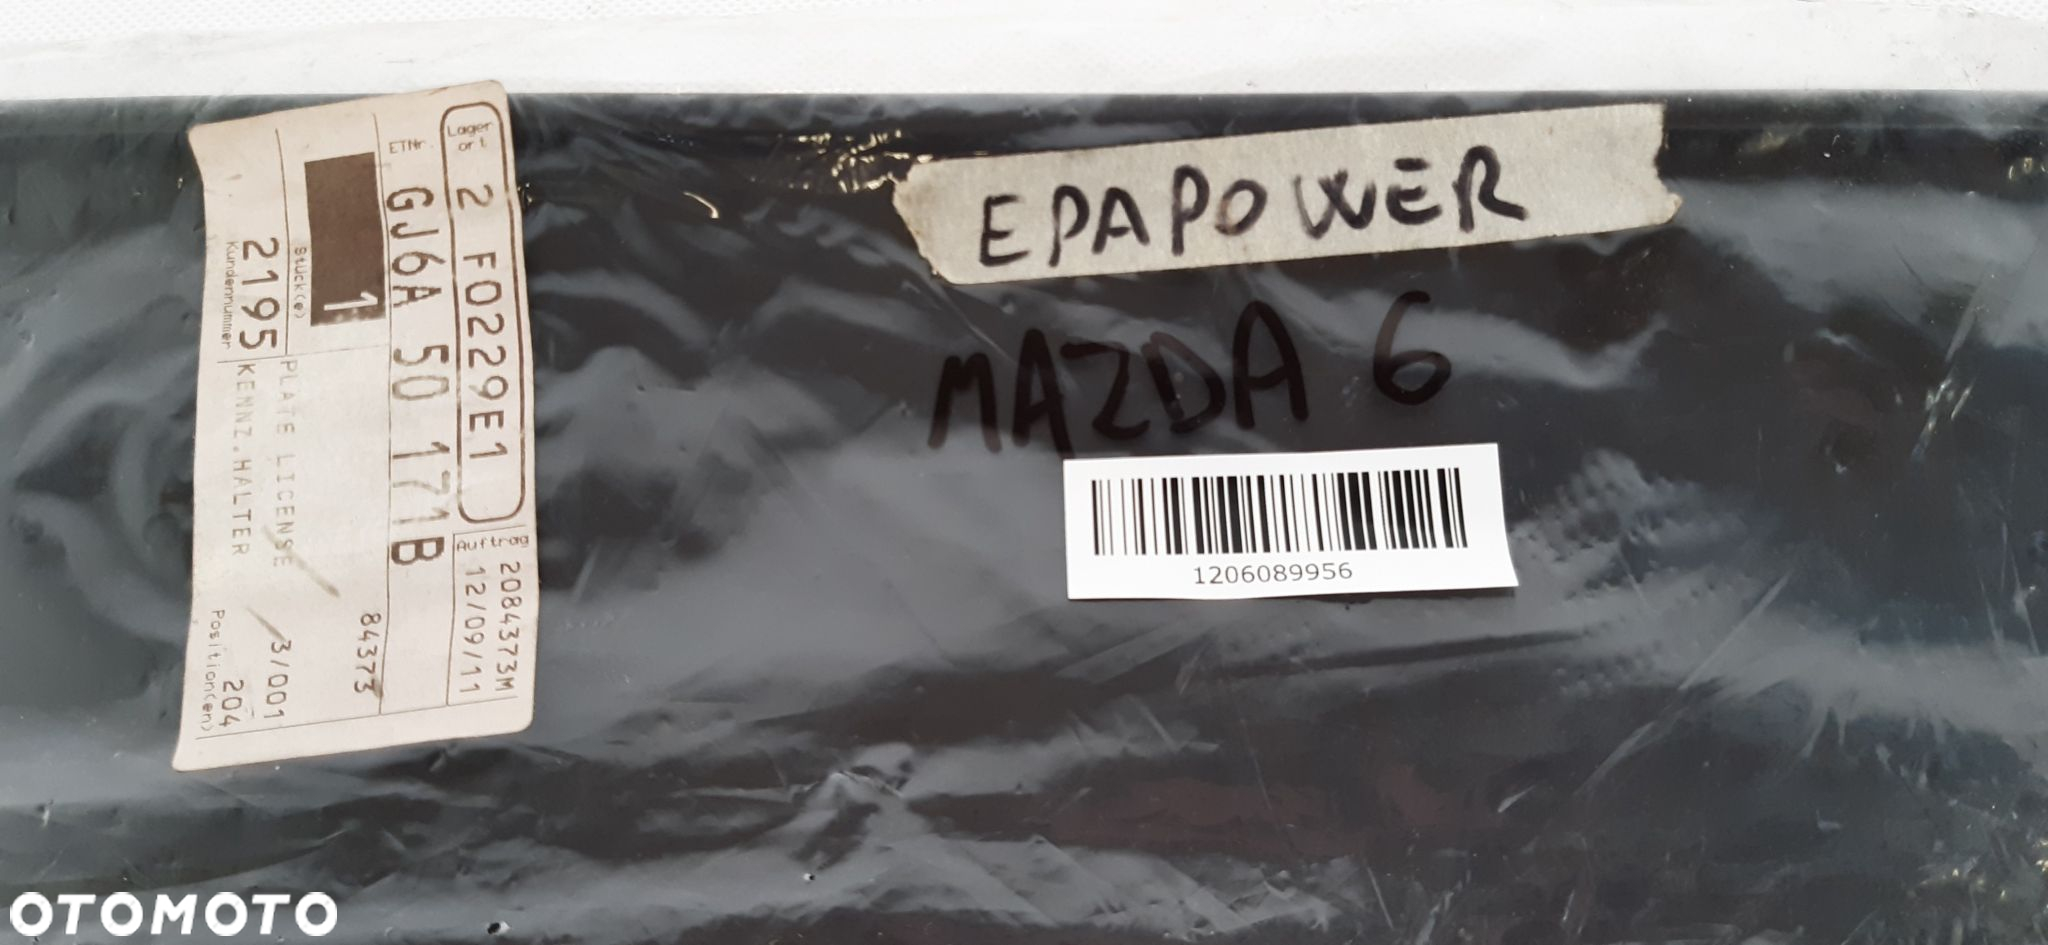 Lager
ort
2 F0229E1
Auftrag
2084373M
12/09/11
ETNr.
GJ6A 50 171B
Stück(e)
1
84373
PLATE LICENSE
3/001
2195
Kundennummer
KENNZ.HALTER
204
Position(en)
EPAPOWER
MAZDA 6
1206089956
OTOMOTO